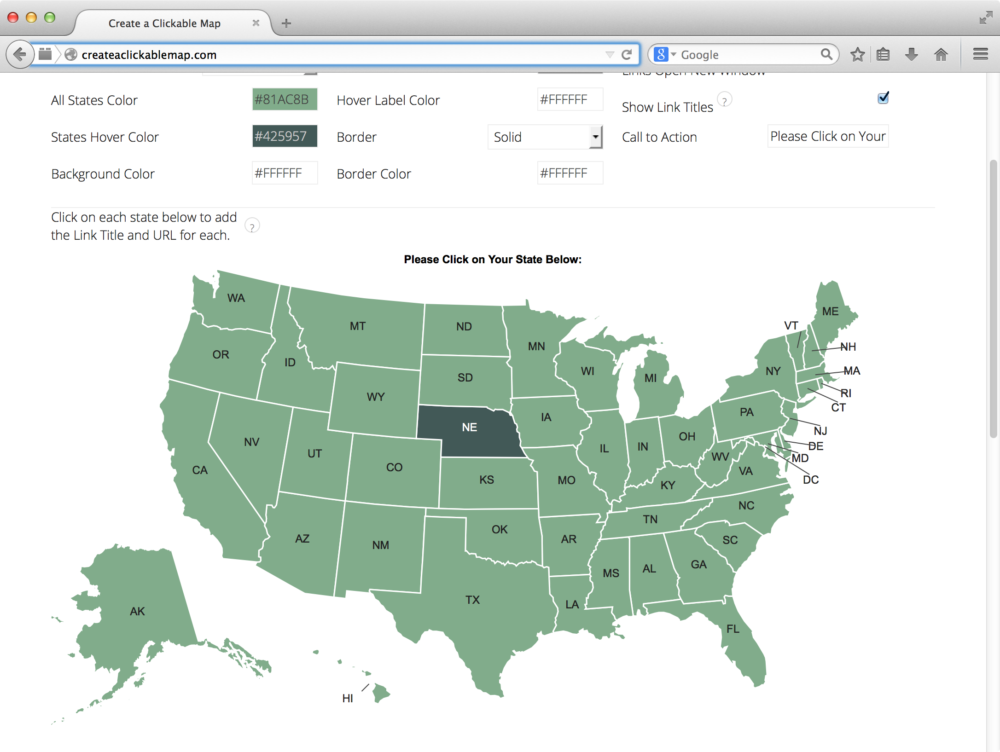 Create a Clickable Map
createaclickablemap.com
Google
Links Open New Window
All States Color
#81AC8B
Hover Label Color
#FFFFFF
Show Link Titles
?
States Hover Color
#425957
Border
Solid
Call to Action
Please Click on Your
Background Color
#FFFFFF
Border Color
#FFFFFF
Click on each state below to add
the Link Title and URL for each.
?
Please Click on Your State Below:
WA
MT
ND
MN
ME
VT
NH
OR
ID
SD
WI
MI
NY
MA
WY
RI
CT
NE
IA
PA
NJ
NV
UT
CO
IL
IN
OH
DE
WV
MD
CA
KS
MO
KY
VA
DC
AZ
NM
OK
AR
TN
NC
SC
TX
LA
MS
AL
GA
FL
AK
HI